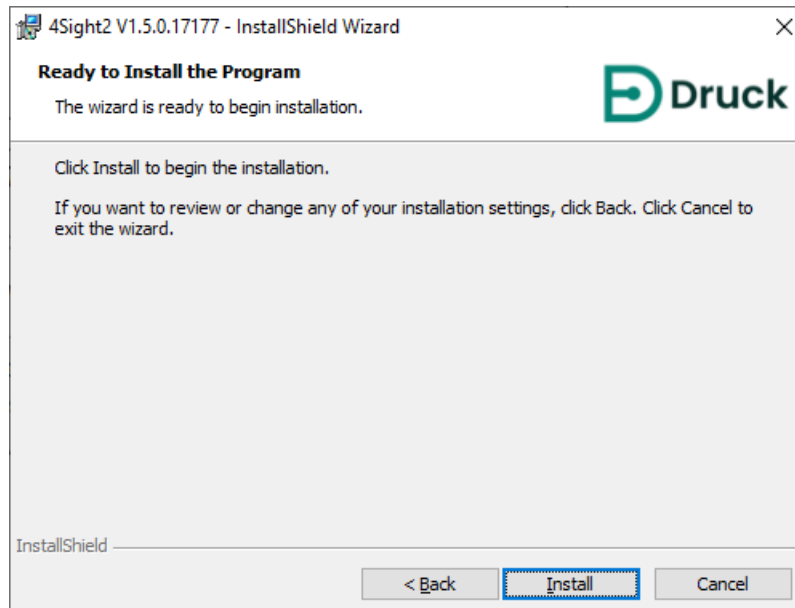 4Sight2 V1.5.0.17177 - InstallShield Wizard
Ready to Install the Program
The wizard is ready to begin installation.
Druck
Click Install to begin the installation.
If you want to review or change any of your installation settings, click Back. Click Cancel to
exit the wizard.
InstallShield
< Back
Install
Cancel